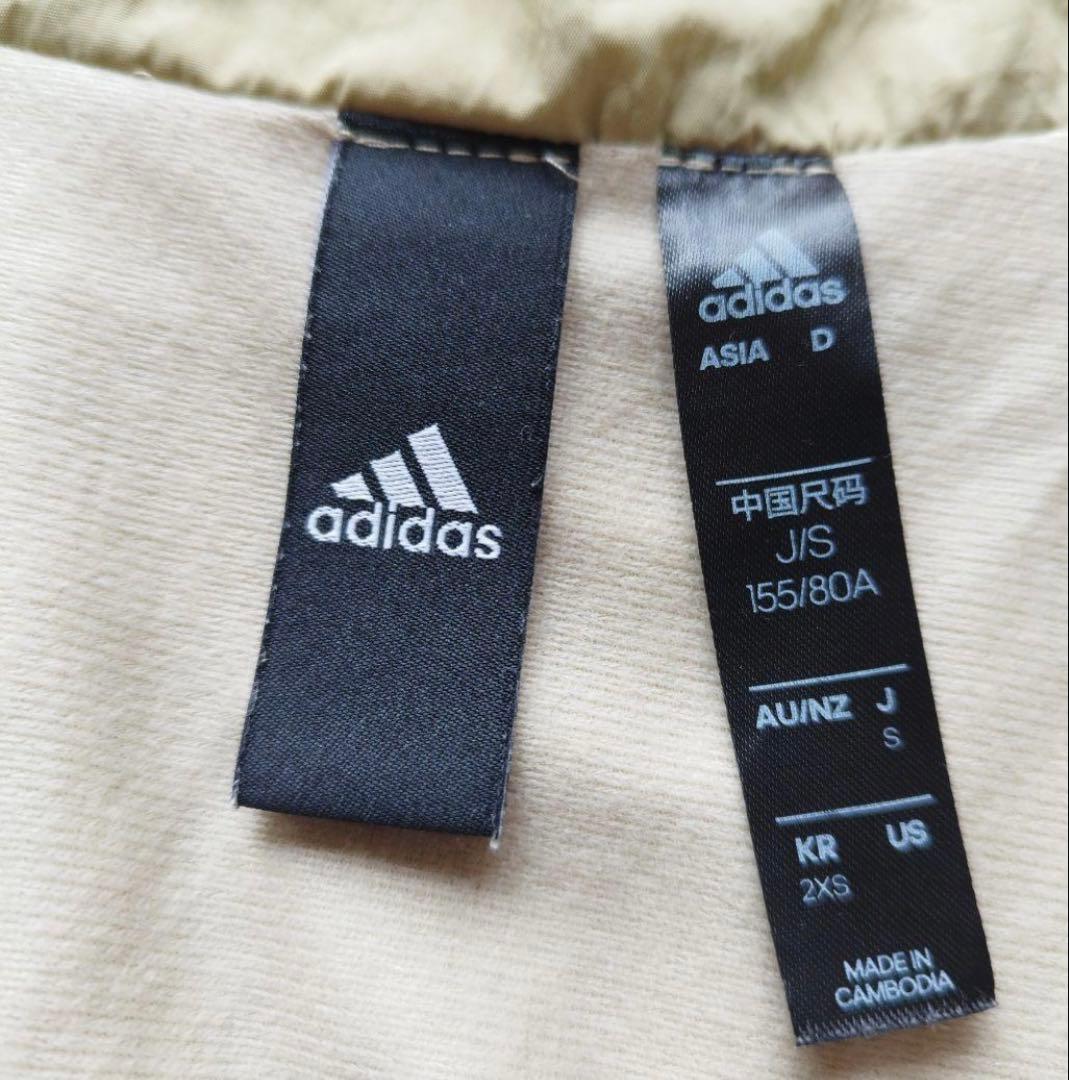 adidas
adidas
ASIA D
中国尺码
J/S
155/80A
AU/NZ J
S
KR US
2XS
MADE IN
CAMBODIA